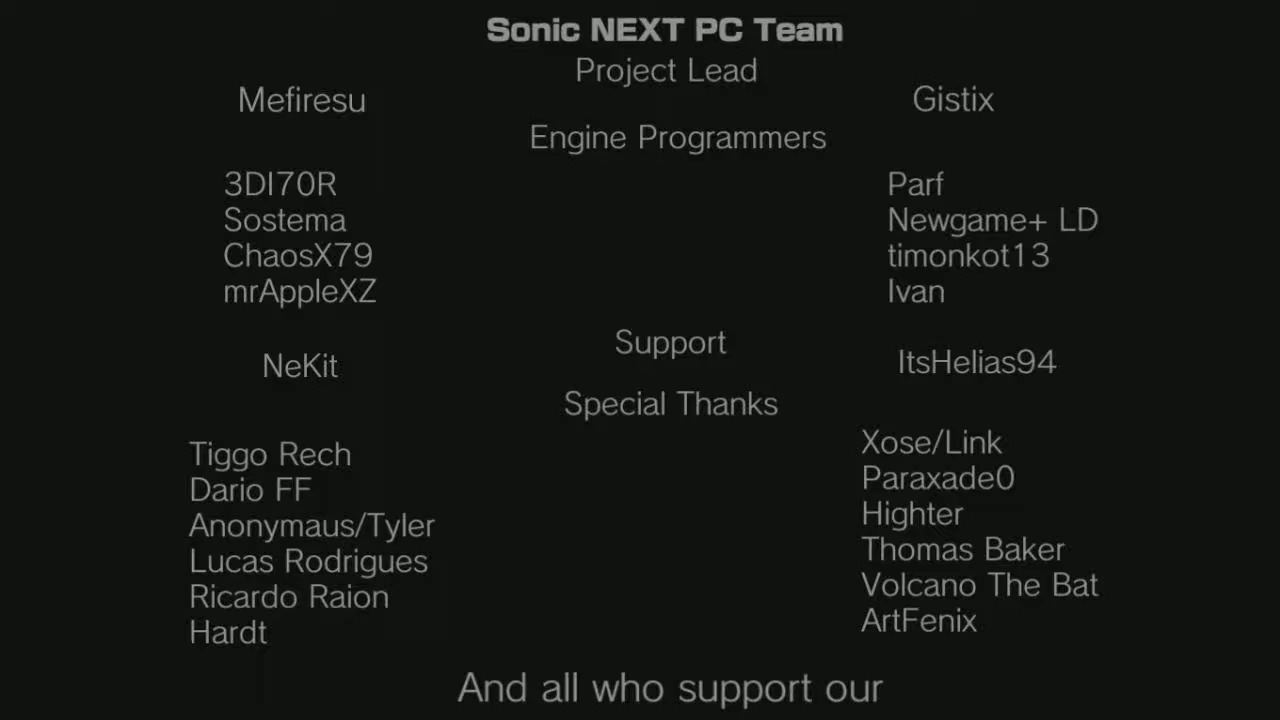 Sonic NEXT PC Team
Project Lead
Mefiresu
Gistix
Engine Programmers
3DI70R
Sostema
ChaosX79
mrAppleXZ
Parf
Newgame+ LD
timonkot13
Ivan
Support
NeKit
ItsHelias94
Special Thanks
Tiggo Rech
Dario FF
Anonymaus/Tyler
Lucas Rodrigues
Ricardo Raion
Hardt
Xose/Link
Paraxade0
Highter
Thomas Baker
Volcano The Bat
ArtFenix
And all who support our